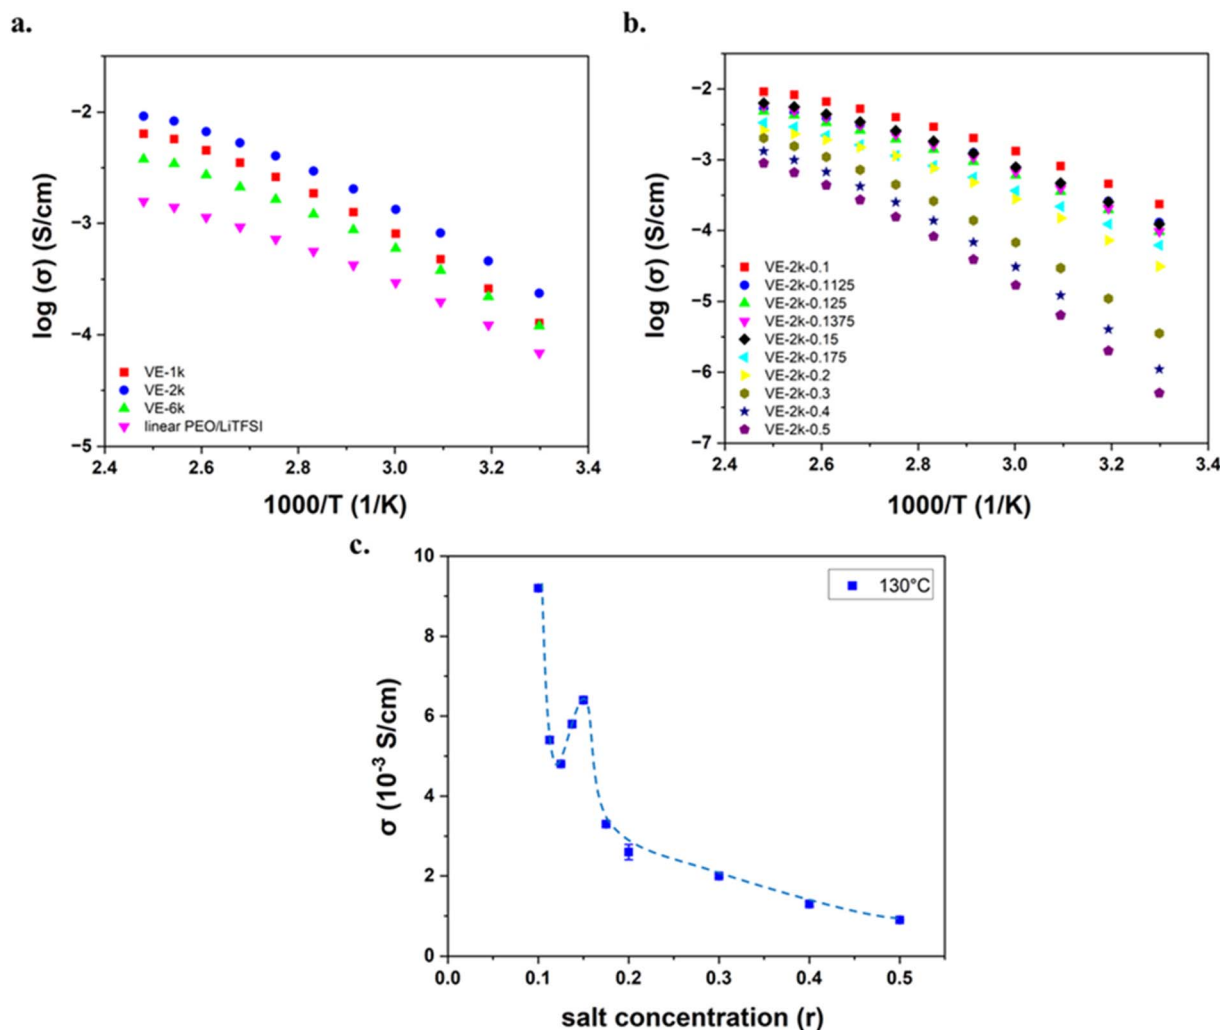 a.
log (σ) (S/cm)
−2
−3
−4
−5
VE-1k
VE-2k
VE-6k
linear PEO/LiTFSI
2.4 2.6 2.8 3.0 3.2 3.4
1000/T (1/K)
b.
log (σ) (S/cm)
−2
−3
−4
−5
−6
−7
VE-2k-0.1
VE-2k-0.1125
VE-2k-0.125
VE-2k-0.1375
VE-2k-0.15
VE-2k-0.175
VE-2k-0.2
VE-2k-0.3
VE-2k-0.4
VE-2k-0.5
2.4 2.6 2.8 3.0 3.2 3.4
1000/T (1/K)
c.
σ (10⁻³ S/cm)
10
8
6
4
2
0
130°C
0.0 0.1 0.2 0.3 0.4 0.5
salt concentration (r)